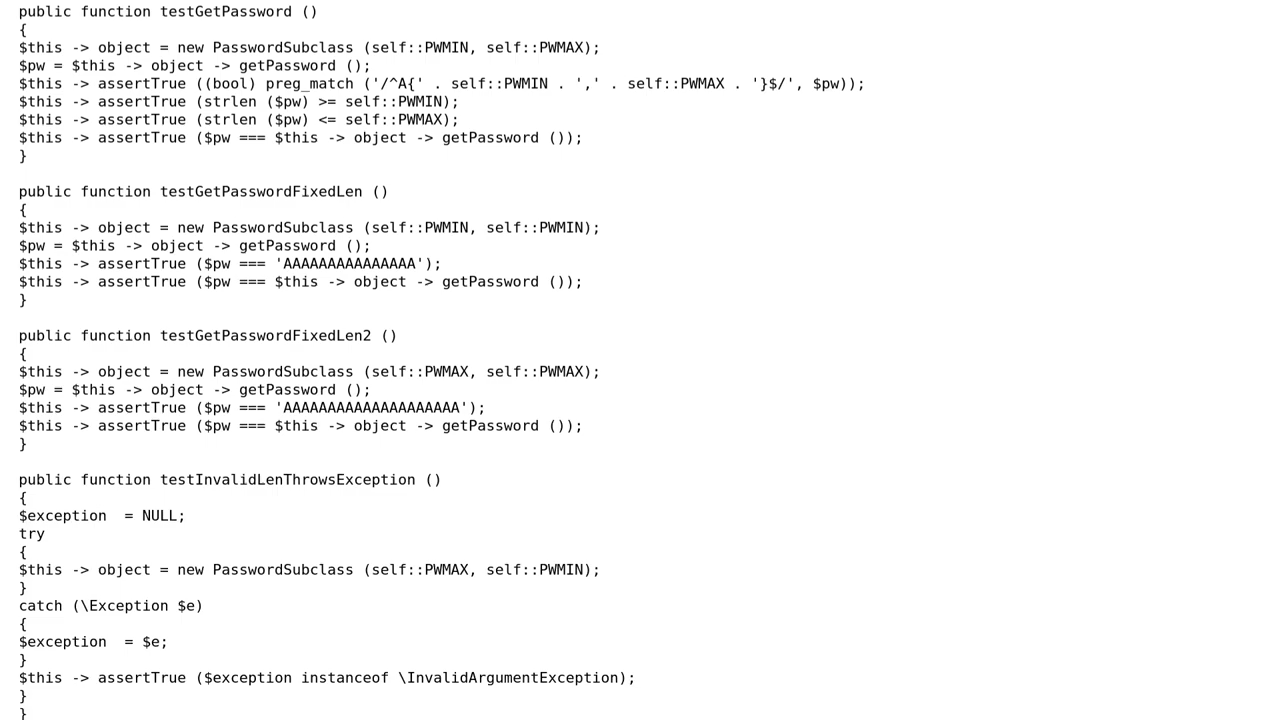 public function testGetPassword ()
{
$this -> object = new PasswordSubclass (self::PWMIN, self::PWMAX);
$pw = $this -> object -> getPassword ();
$this -> assertTrue ((bool) preg_match ('/^A{' . self::PWMIN . ',' . self::PWMAX . '}$/', $pw));
$this -> assertTrue (strlen ($pw) >= self::PWMIN);
$this -> assertTrue (strlen ($pw) <= self::PWMAX);
$this -> assertTrue ($pw === $this -> object -> getPassword ());
}

public function testGetPasswordFixedLen ()
{
$this -> object = new PasswordSubclass (self::PWMIN, self::PWMIN);
$pw = $this -> object -> getPassword ();
$this -> assertTrue ($pw === 'AAAAAAAAAAAAAAA');
$this -> assertTrue ($pw === $this -> object -> getPassword ());
}

public function testGetPasswordFixedLen2 ()
{
$this -> object = new PasswordSubclass (self::PWMAX, self::PWMAX);
$pw = $this -> object -> getPassword ();
$this -> assertTrue ($pw === 'AAAAAAAAAAAAAAAAAAAA');
$this -> assertTrue ($pw === $this -> object -> getPassword ());
}

public function testInvalidLenThrowsException ()
{
$exception  = NULL;
try
{
$this -> object = new PasswordSubclass (self::PWMAX, self::PWMIN);
}
catch (\Exception $e)
{
$exception  = $e;
}
$this -> assertTrue ($exception instanceof \InvalidArgumentException);
}
}